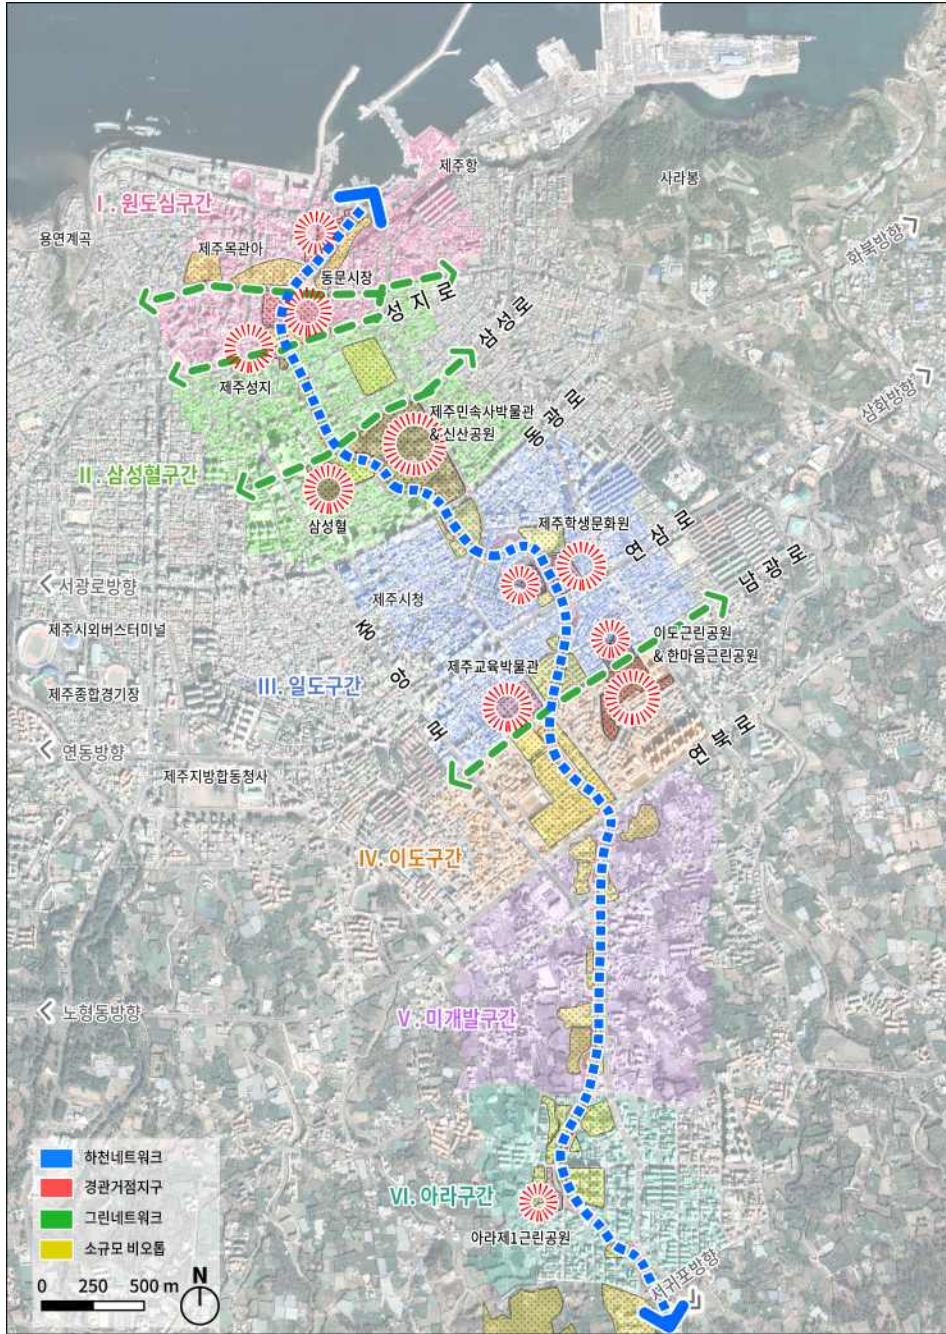 제주항
사라봉
I. 원도심구간
용연계곡
제주목관아
화북방향
동문시장
성지로
삼성로
제주성지
삼화방향
제주민속사박물관
& 신산공원
동광로
II. 삼성혈구간
삼성혈
제주학생문화원
연삼로
남광로
서광로방향
제주시청
제주시외버스터미널
중앙로
이도근린공원
& 한마음근린공원
제주교육박물관
III. 일도구간
제주종합경기장
연북로
연동방향
제주지방합동청사
IV. 이도구간
노형동방향
V. 미개발구간
VI. 아라구간
아라제1근린공원
서귀포방향
하천네트워크
경관거점지구
그린네트워크
소규모 비오톱
0 250 500 m
N